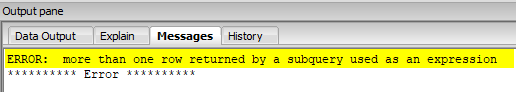 Output pane
Data Output Explain Messages History
ERROR:  more than one row returned by a subquery used as an expression
********** Error **********